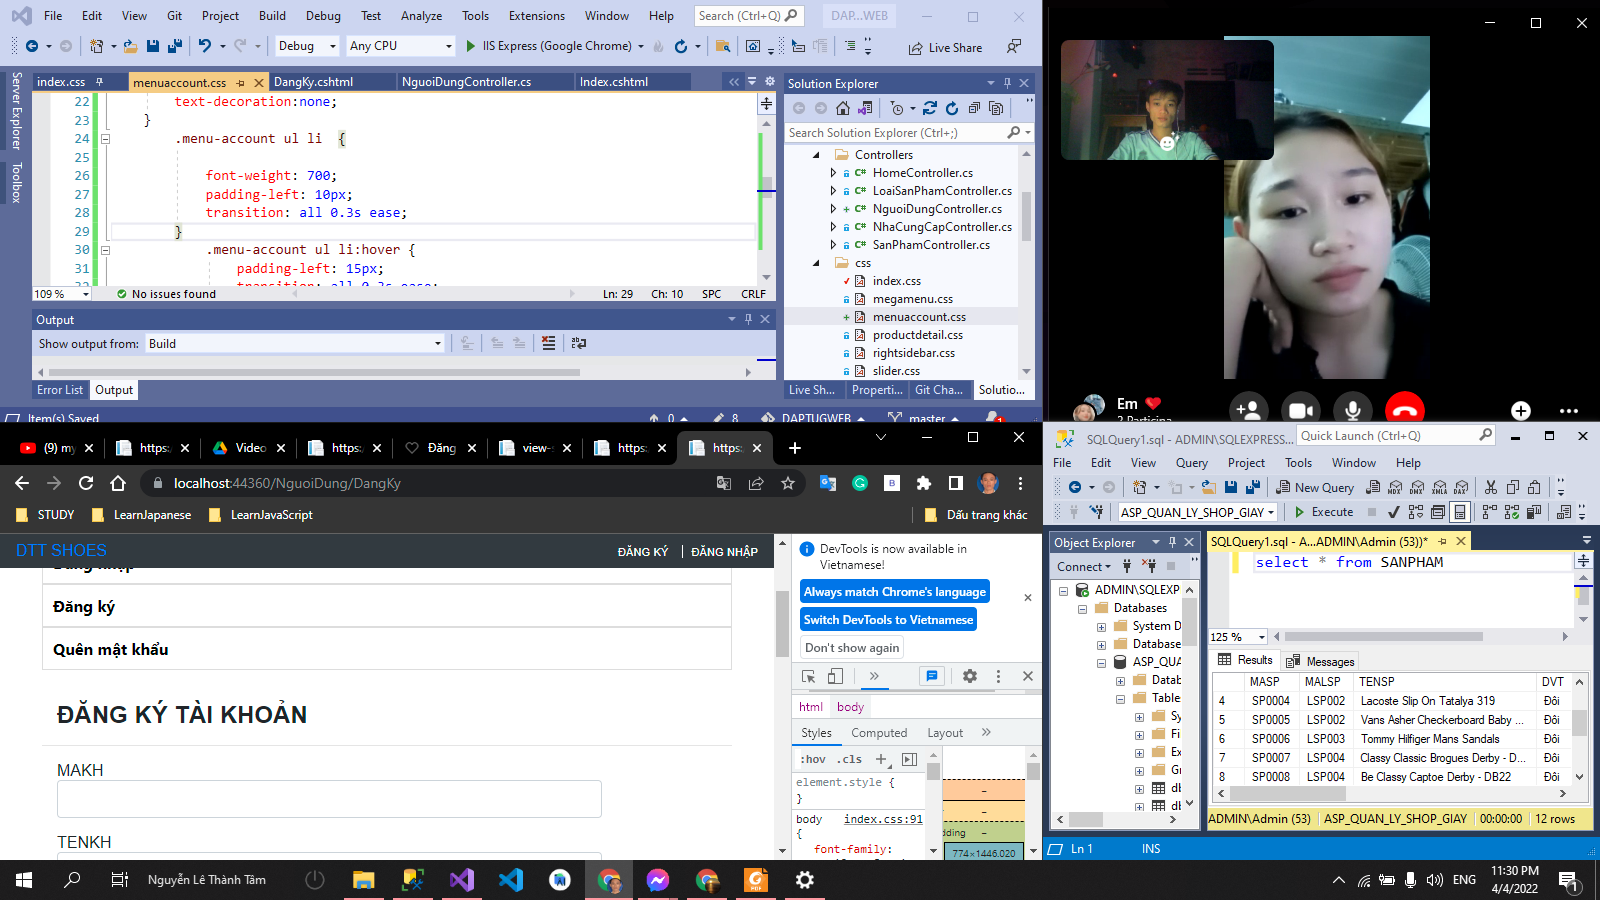 File Edit View Git Project Build Debug Test Analyze Tools Extensions Window Help Search (Ctrl+Q) DAP...WEB
Debug Any CPU IIS Express (Google Chrome) Live Share
Server Explorer
Toolbox
index.css menuaccount.css DangKy.cshtml NguoiDungController.cs Index.cshtml
22 text-decoration:none;
23 }
24 .menu-account ul li {
25
26 font-weight: 700;
27 padding-left: 10px;
28 transition: all 0.3s ease;
29 }
30 .menu-account ul li:hover {
31 padding-left: 15px;
109 % No issues found Ln: 29 Ch: 10 SPC CRLF
Output
Show output from: Build
Error List Output
Item(s) Saved 0 8 DAPTUGWEB master
Solution Explorer
Search Solution Explorer (Ctrl+;)
Controllers
C# HomeController.cs
C# LoaiSanPhamController.cs
C# NguoiDungController.cs
C# NhaCungCapController.cs
C# SanPhamController.cs
css
index.css
megamenu.css
menuaccount.css
productdetail.css
rightsidebar.css
slider.css
Live Sh... Properti... Git Cha... Solutio...
Em
(9) my https: Video https: Đăng view- https: https:
localhost:44360/NguoiDung/DangKy
STUDY LearnJapanese LearnJavaScript Dấu trang khác
DTT SHOES ĐĂNG KÝ ĐĂNG NHẬP
Đăng nhập
Đăng ký
Quên mật khẩu
ĐĂNG KÝ TÀI KHOẢN
MAKH
TENKH
DevTools is now available in
Vietnamese!
Always match Chrome's language
Switch DevTools to Vietnamese
Don't show again
html body
Styles Computed Layout
:hov .cls
element.style {
}
body index.css:91
{
font-family:
dding
774×1446.020
SQLQuery1.sql - ADMIN\SQLEXPRESS... Quick Launch (Ctrl+Q)
File Edit View Query Project Tools Window Help
New Query
ASP_QUAN_LY_SHOP_GIAY Execute
Object Explorer
Connect
ADMIN\SQLEXP
Databases
System D
Database
ASP_QUA
Datab
Tables
Sy
Fi
Ex
Gr
db
db
SQLQuery1.sql - A...ADMIN\Admin (53))*
select * from SANPHAM
125 %
Results Messages
MASP MALSP TENSP DVT
4 SP0004 LSP002 Lacoste Slip On Tatalya 319 Đôi
5 SP0005 LSP002 Vans Asher Checkerboard Baby ... Đôi
6 SP0006 LSP003 Tommy Hilfiger Mans Sandals Đôi
7 SP0007 LSP004 Classy Classic Brogues Derby - D... Đôi
8 SP0008 LSP004 Be Classy Captoe Derby - DB22 Đôi
ADMIN\Admin (53) ASP_QUAN_LY_SHOP_GIAY 00:00:00 12 rows
Ln 1 INS
Nguyễn Lê Thành Tâm ENG 11:30 PM
4/4/2022 1